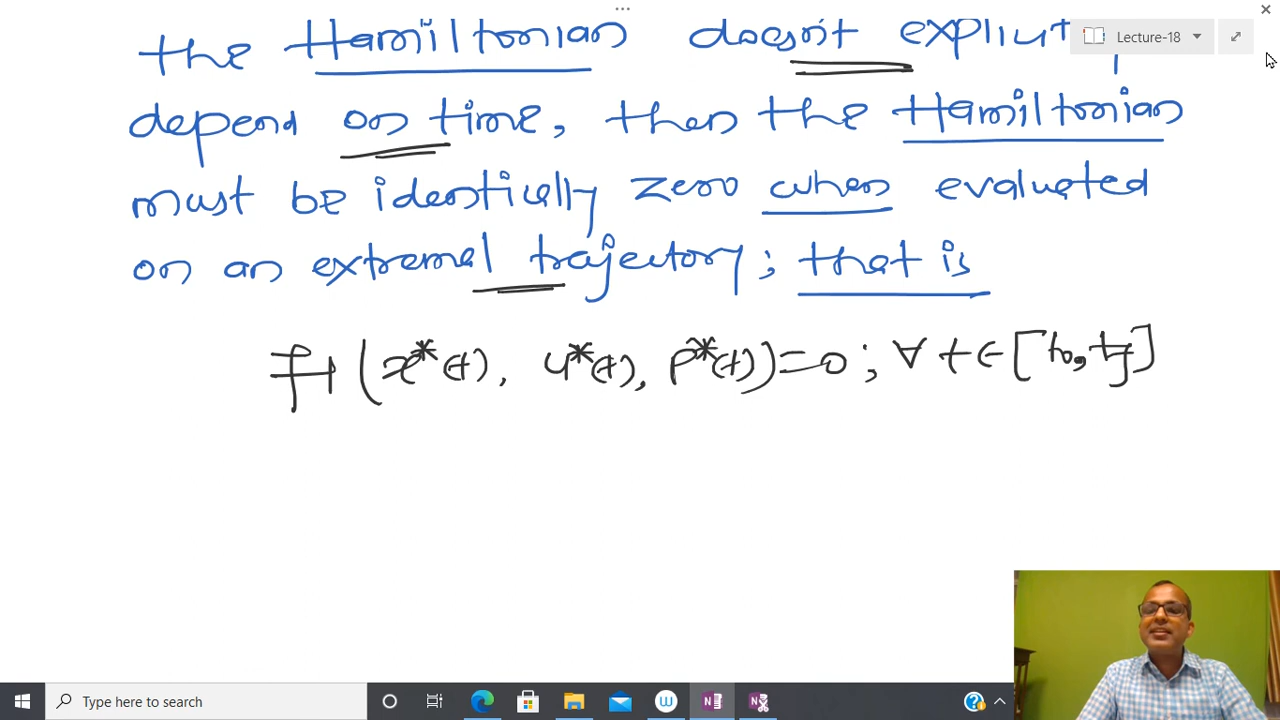 the Hamiltonian doesn't
Lecture-18
depend on time, then the Hamiltonian
must be identically zero when evaluated
on an extremal trajectory; that is
H (x*(t), u*(t), p*(t)) = 0; ∀ t ∈ [t0, tf]
Type here to search